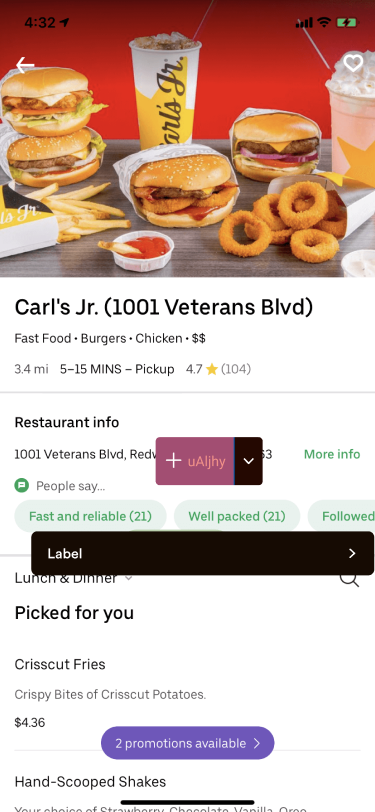 4:32
Carl's Jr.
Carl's Jr. (1001 Veterans Blvd)
Fast Food • Burgers • Chicken • $$
3.4 mi 5–15 MINS – Pickup 4.7 (104)
Restaurant info
1001 Veterans Blvd, More info
+ uAljhy
People say...
Fast and reliable (21) Well packed (21) Followed
Label
Lunch & Dinner
Picked for you
Crisscut Fries
Crispy Bites of Crisscut Potatoes.
$4.36
2 promotions available
Hand-Scooped Shakes
Your choice of Strawberry, Chocolate, Vanilla, Oreo